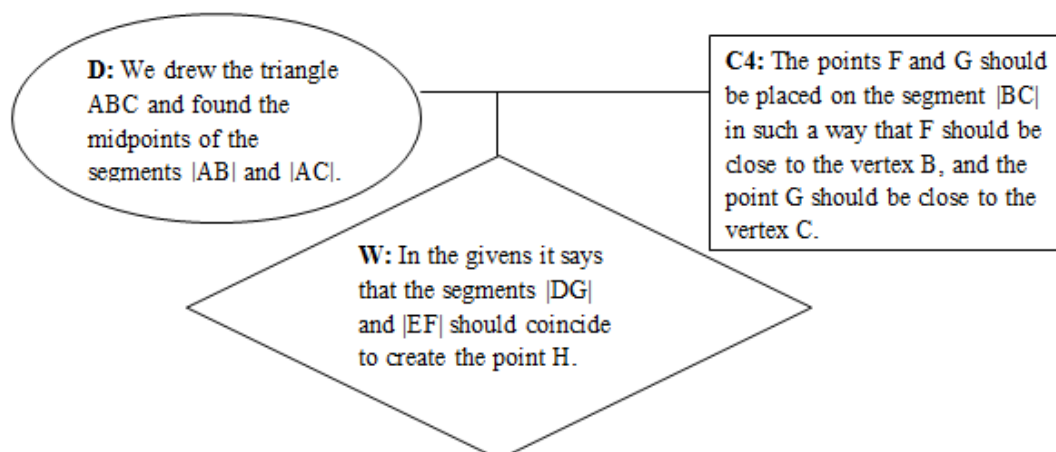 D: We drew the triangle
ABC and found the
midpoints of the
segments |AB| and |AC|.
C4: The points F and G should
be placed on the segment |BC|
in such a way that F should be
close to the vertex B, and the
point G should be close to the
vertex C.
W: In the givens it says
that the segments |DG|
and |EF| should coincide
to create the point H.